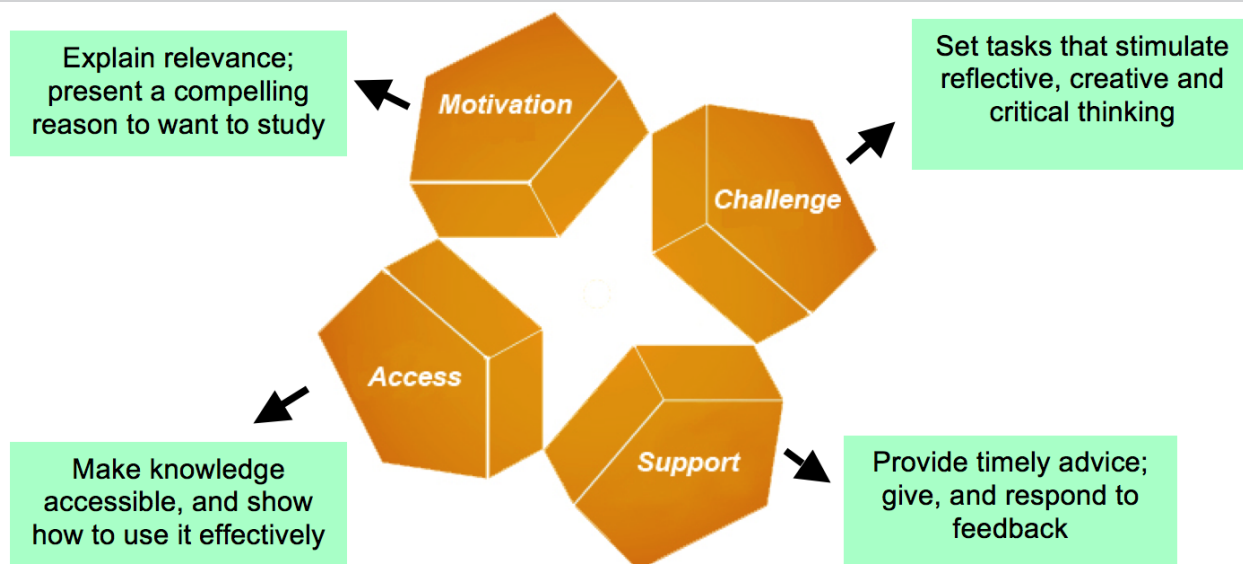 Explain relevance;
present a compelling
reason to want to study
Motivation
Set tasks that stimulate
reflective, creative and
critical thinking
Challenge
Access
Make knowledge
accessible, and show
how to use it effectively
Support
Provide timely advice;
give, and respond to
feedback